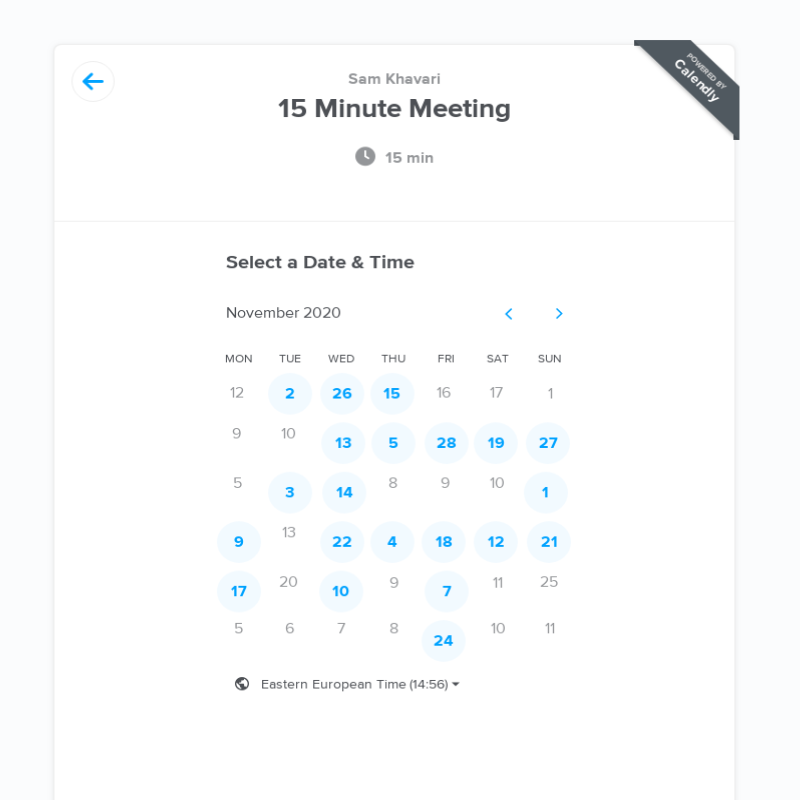 POWERED BY
Calendly
Sam Khavari
15 Minute Meeting
15 min
Select a Date & Time
November 2020
MON TUE WED THU FRI SAT SUN
12 2 26 15 16 17 1
9 10 13 5 28 19 27
5 3 14 8 9 10 1
9 13 22 4 18 12 21
17 20 10 9 7 11 25
5 6 7 8 24 10 11
Eastern European Time (14:56)